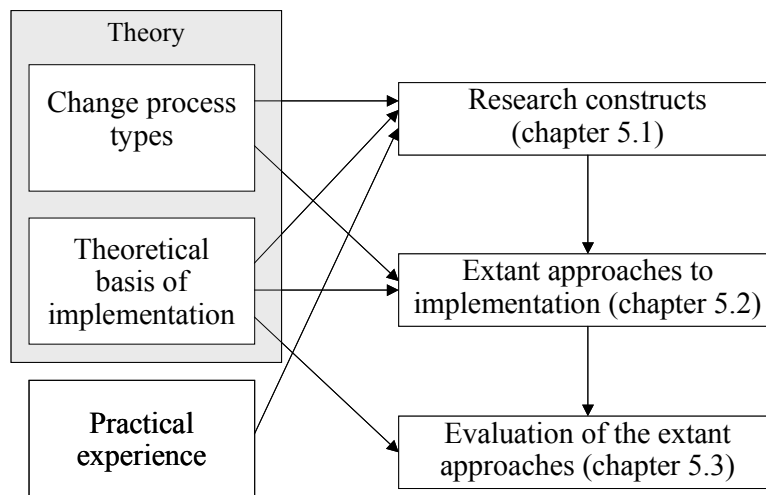 Theory
Change process
types
Theoretical
basis of
implementation
Practical
experience
Research constructs
(chapter 5.1)
Extant approaches to
implementation (chapter 5.2)
Evaluation of the extant
approaches (chapter 5.3)